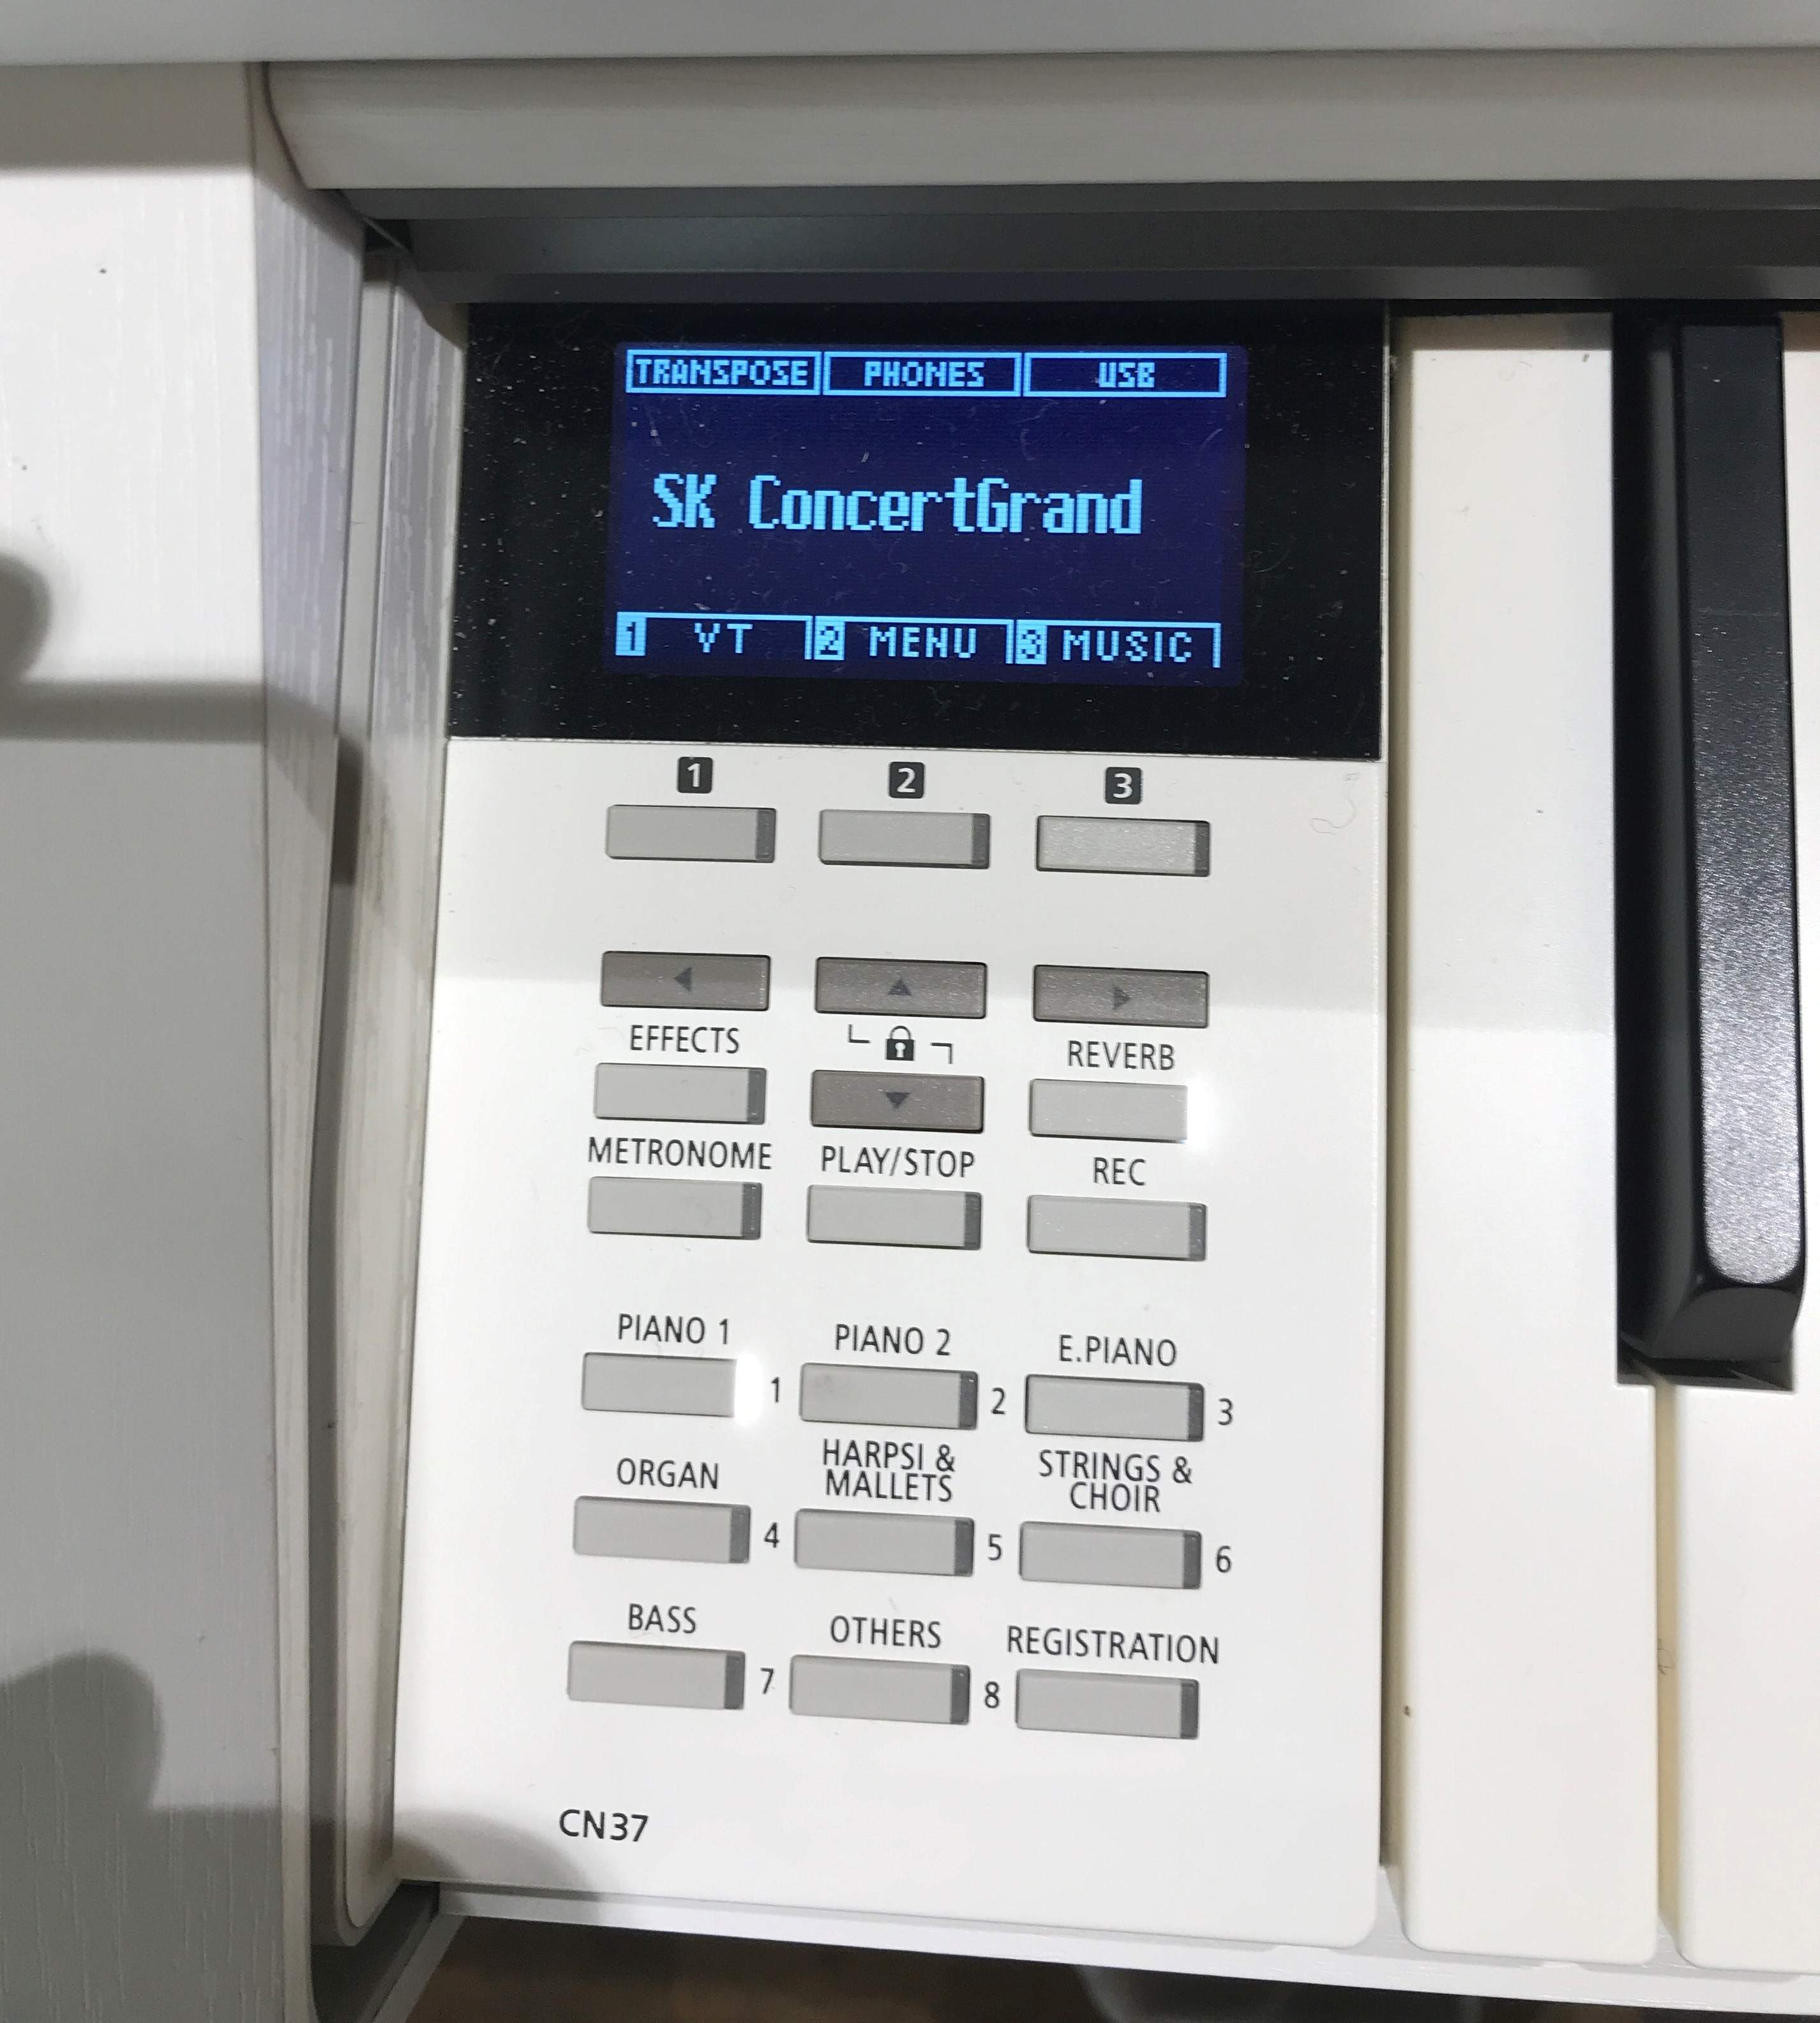 TRANSPOSE PHONES USB
SK ConcertGrand
1 VT 2 MENU 3 MUSIC
1 2 3
EFFECTS REVERB
METRONOME PLAY/STOP REC
PIANO 1 PIANO 2 E.PIANO
1 2 3
ORGAN HARPSI & MALLETS STRINGS & CHOIR
4 5 6
BASS OTHERS REGISTRATION
7 8
CN37